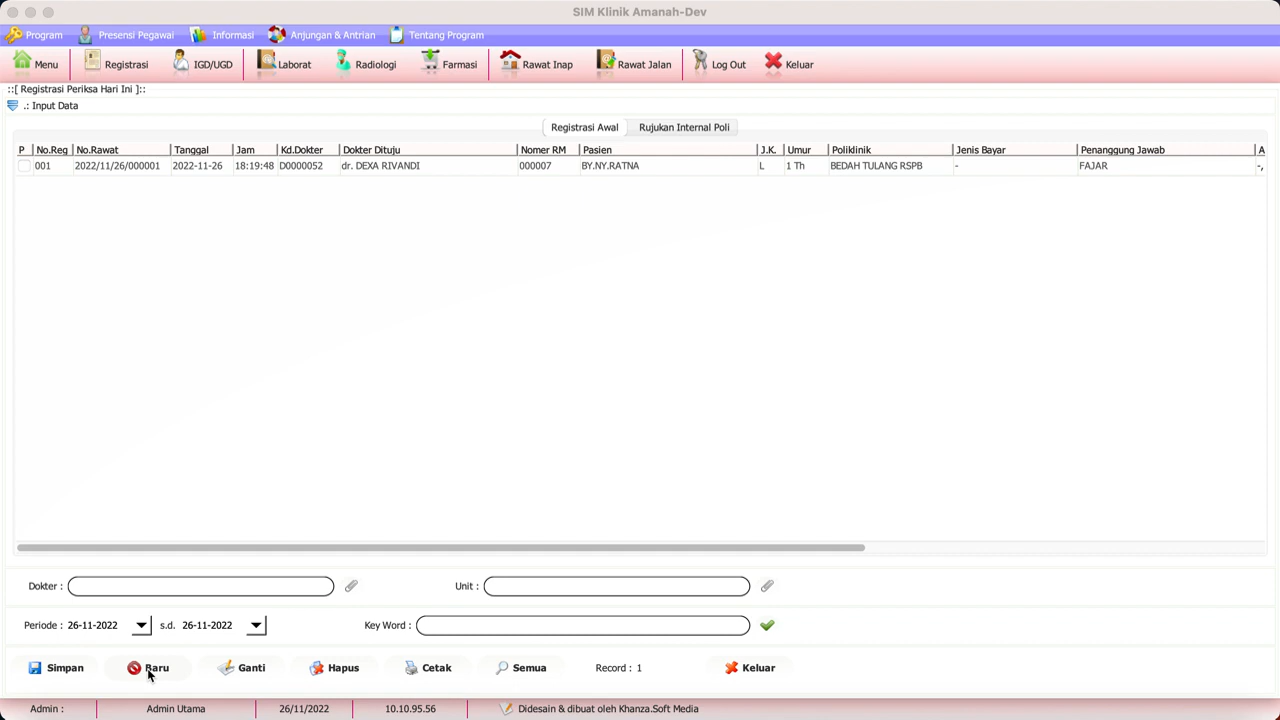 SIM Klinik Amanah-Dev
Program Presensi Pegawai Informasi Anjungan & Antrian Tentang Program
Menu Registrasi IGD/UGD Laborat Radiologi Farmasi Rawat Inap Rawat Jalan Log Out Keluar
::[ Registrasi Periksa Hari Ini ]::
.: Input Data
Registrasi Awal Rujukan Internal Poli
P No.Reg No.Rawat Tanggal Jam Kd.Dokter Dokter Dituju Nomer RM Pasien J.K. Umur Poliklinik Jenis Bayar Penanggung Jawab A
001 2022/11/26/000001 2022-11-26 18:19:48 D0000052 dr. DEXA RIVANDI 000007 BY.NY.RATNA L 1 Th BEDAH TULANG RSPB - FAJAR -,
Dokter : Unit :
Periode : 26-11-2022 s.d. 26-11-2022 Key Word :
Simpan Baru Ganti Hapus Cetak Semua Record : 1 Keluar
Admin : Admin Utama 26/11/2022 10.10.95.56 Didesain & dibuat oleh Khanza.Soft Media